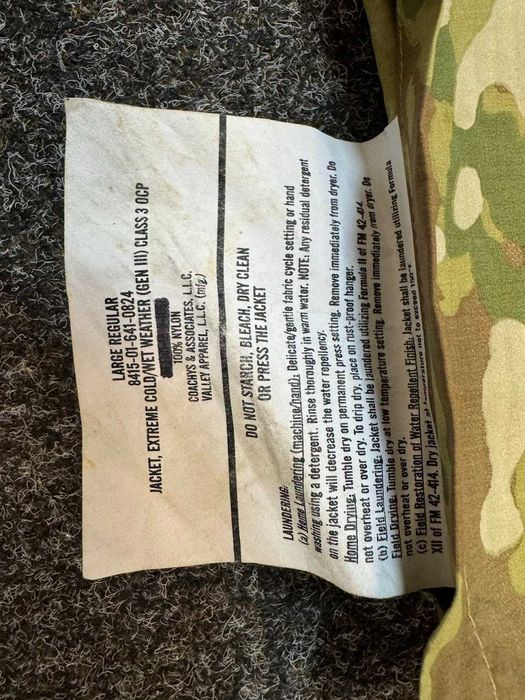 LARGE REGULAR
8415-01-641-0824
JACKET, EXTREME COLD/WET WEATHER (GEN III) CLASS 3 OCP
100% NYLON
COACHYS & ASSOCIATES, L.L.C.
VALLEY APPAREL, L.L.C. (mfg.)
DO NOT STARCH, BLEACH, DRY CLEAN
OR PRESS THE JACKET
LAUNDERING:
(a) Home Laundering (machine/hand): Delicate/gentle fabric cycle setting or hand
washing using a detergent. Rinse thoroughly in warm water. NOTE: Any residual detergent
on the jacket will decrease the water repellency.
Home Drying: Tumble dry on permanent press setting. Remove immediately from dryer. Do
not overheat or over dry. To drip dry, place on rust-proof hanger.
(b) Field Laundering: Jacket shall be laundered utilizing Formula II of FM 42-414.
Field Drying: Tumble dry at low temperature setting. Remove immediately from dryer. Do
not overheat or over dry.
(c) Field Restoration of Water Repellent Finish: Jacket shall be laundered utilizing Formula
XII of FM 42-414. Dry jacket at temperature not to exceed